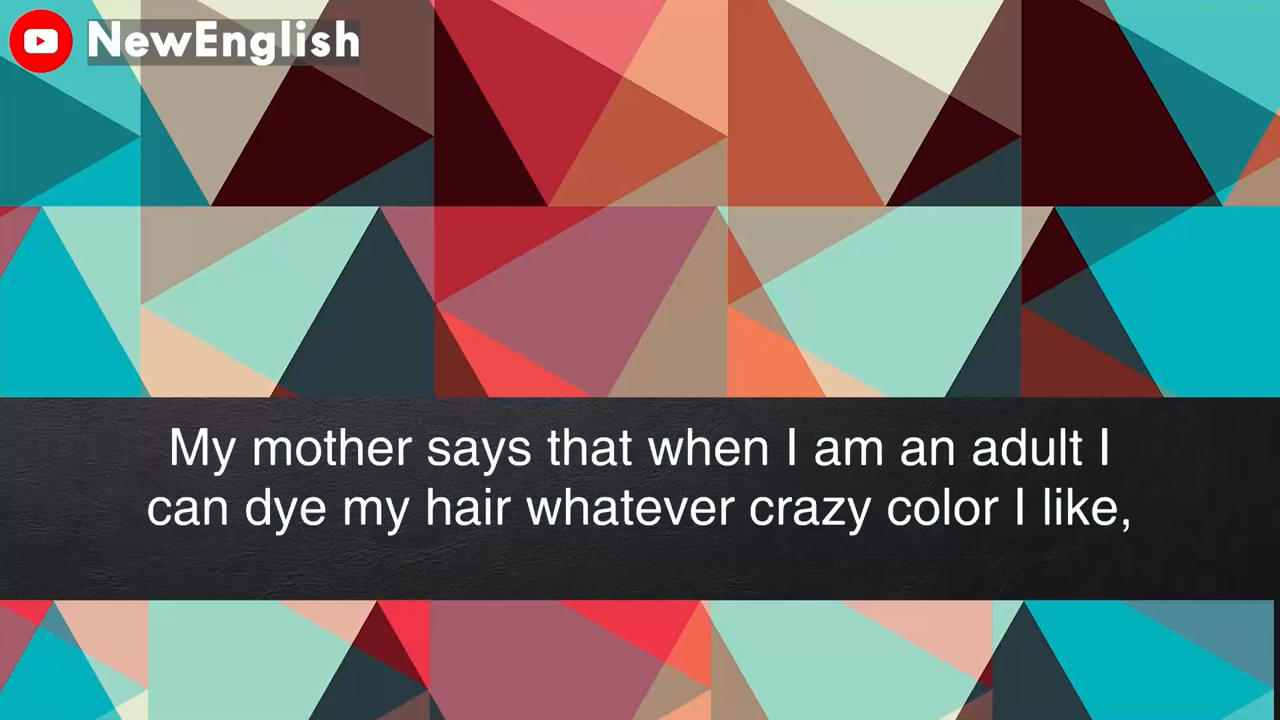 NewEnglish
My mother says that when I am an adult I
can dye my hair whatever crazy color I like,